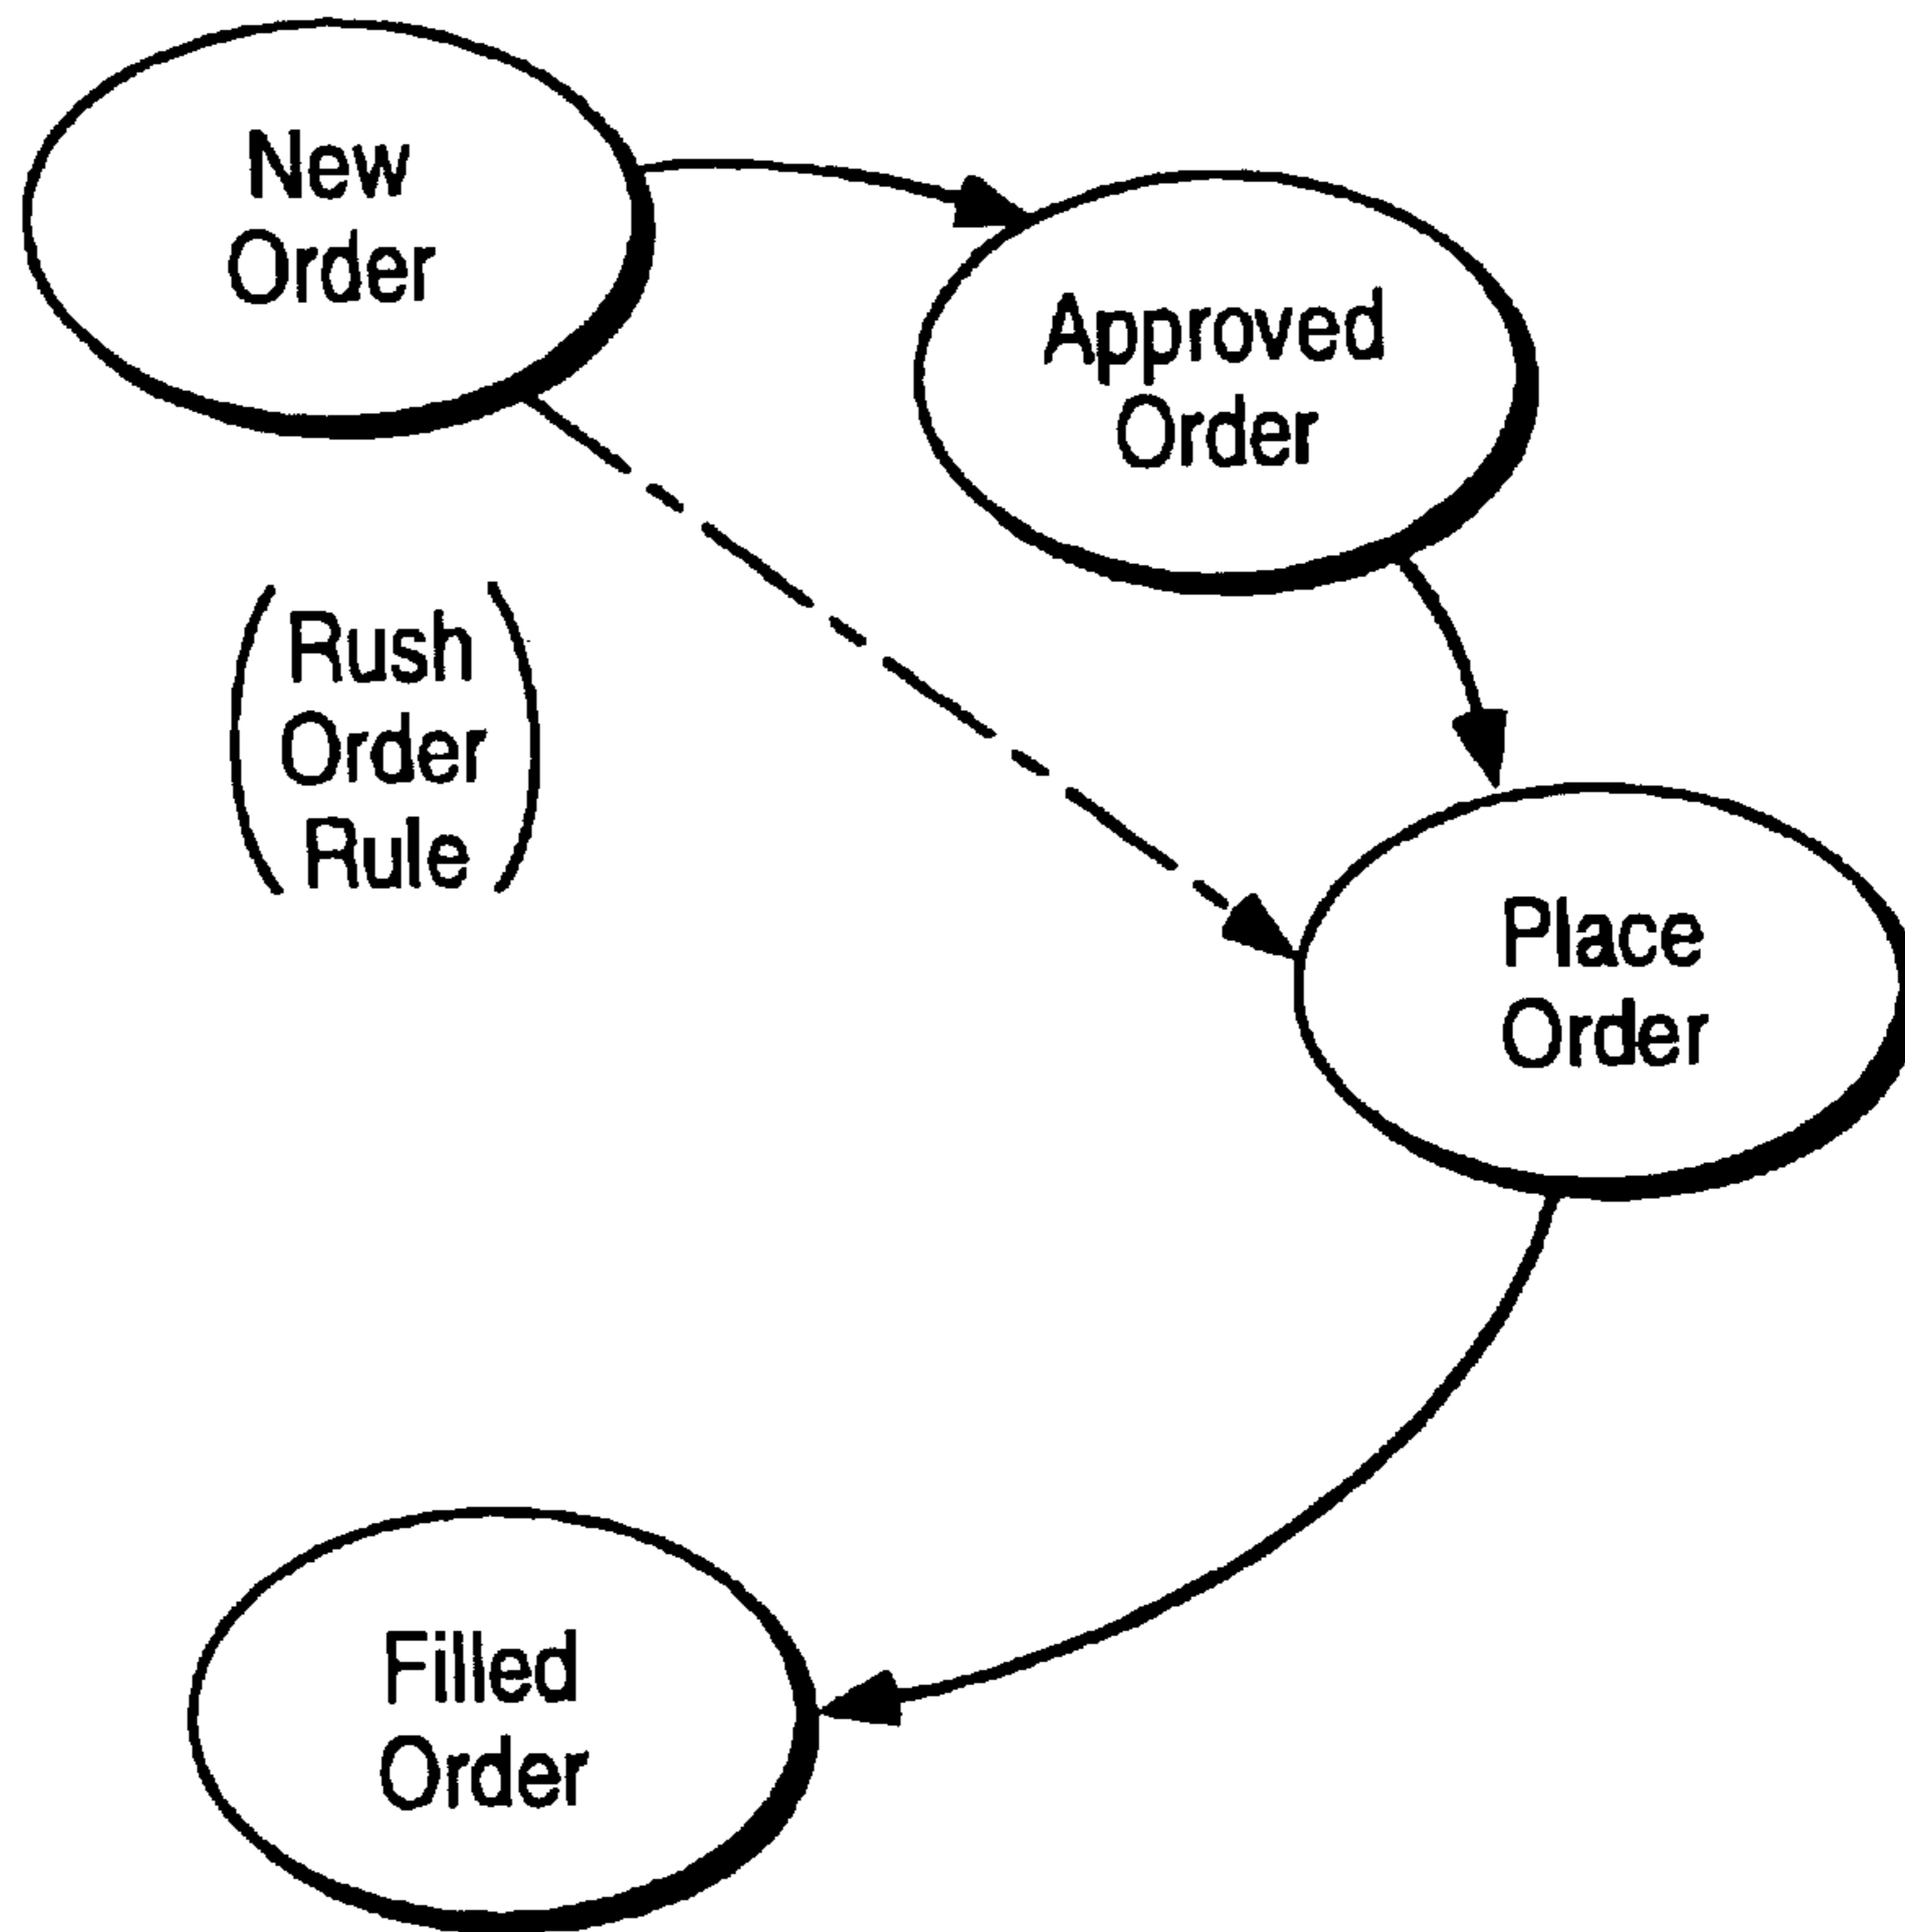 New
Order
Approved
Order
Rush
Order
Rule
Place
Order
Filled
Order